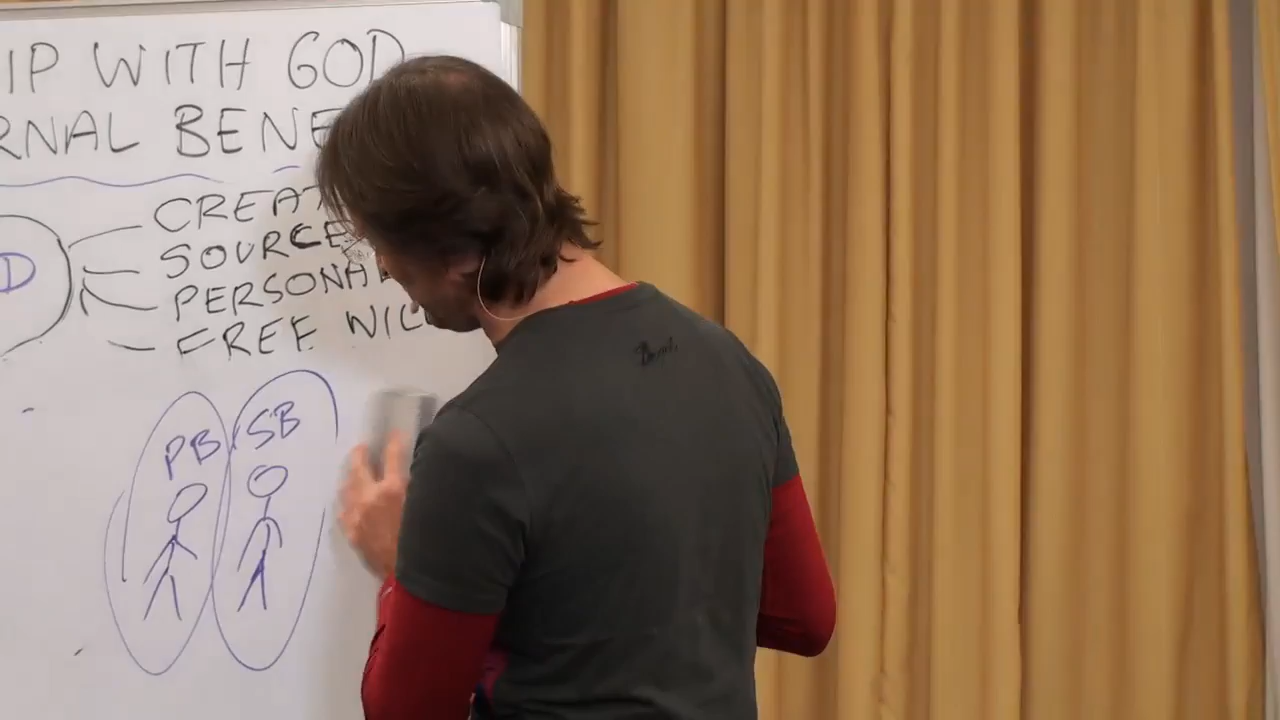 IP WITH GOD
RNAL BENE
CREAT
SOURCE
D
PERSONA
FREE WIL
PB SB